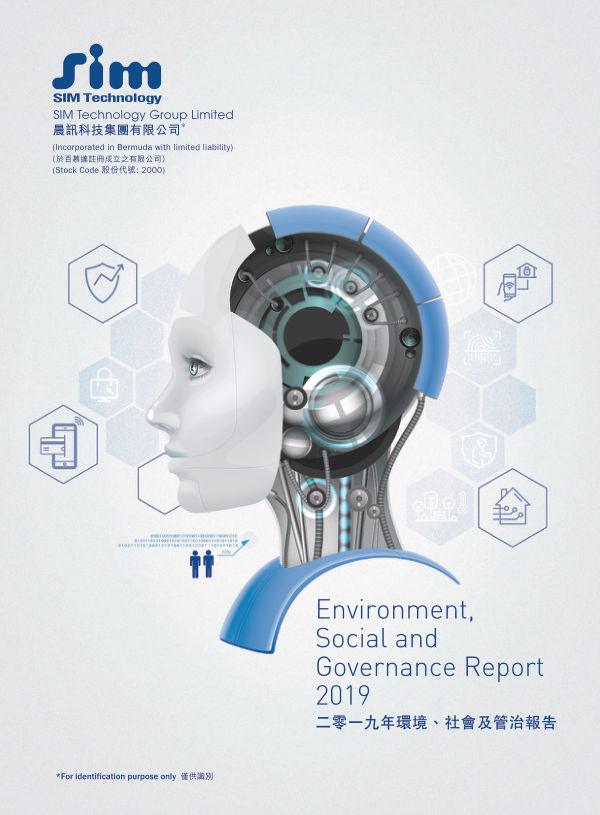 sim
SIM Technology
SIM Technology Group Limited
晨訊科技集團有限公司*
(Incorporated in Bermuda with limited liability)
(於百慕達註冊成立之有限公司)
(Stock Code 股份代號: 2000)
Environment,
Social and
Governance Report
2019
二零一九年環境、社會及管治報告
*For identification purpose only 僅供識別